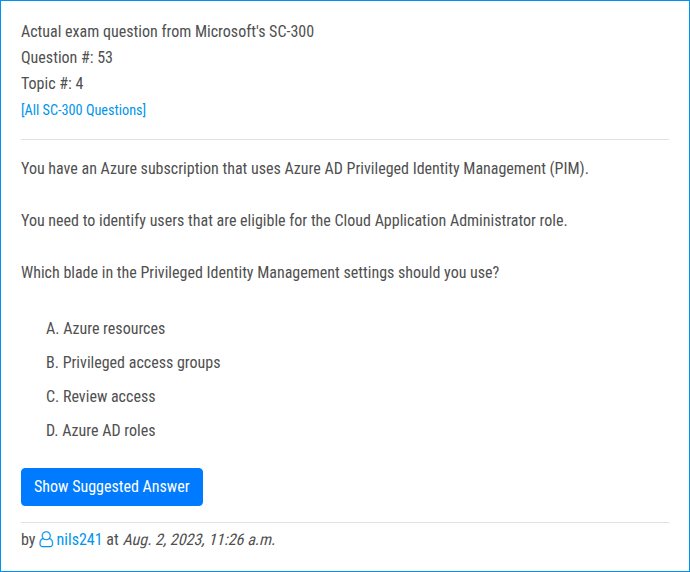 Actual exam question from Microsoft's SC-300
Question #: 53
Topic #: 4
[All SC-300 Questions]
You have an Azure subscription that uses Azure AD Privileged Identity Management (PIM).
You need to identify users that are eligible for the Cloud Application Administrator role.
Which blade in the Privileged Identity Management settings should you use?
A. Azure resources
B. Privileged access groups
C. Review access
D. Azure AD roles
Show Suggested Answer
by nils241 at Aug. 2, 2023, 11:26 a.m.